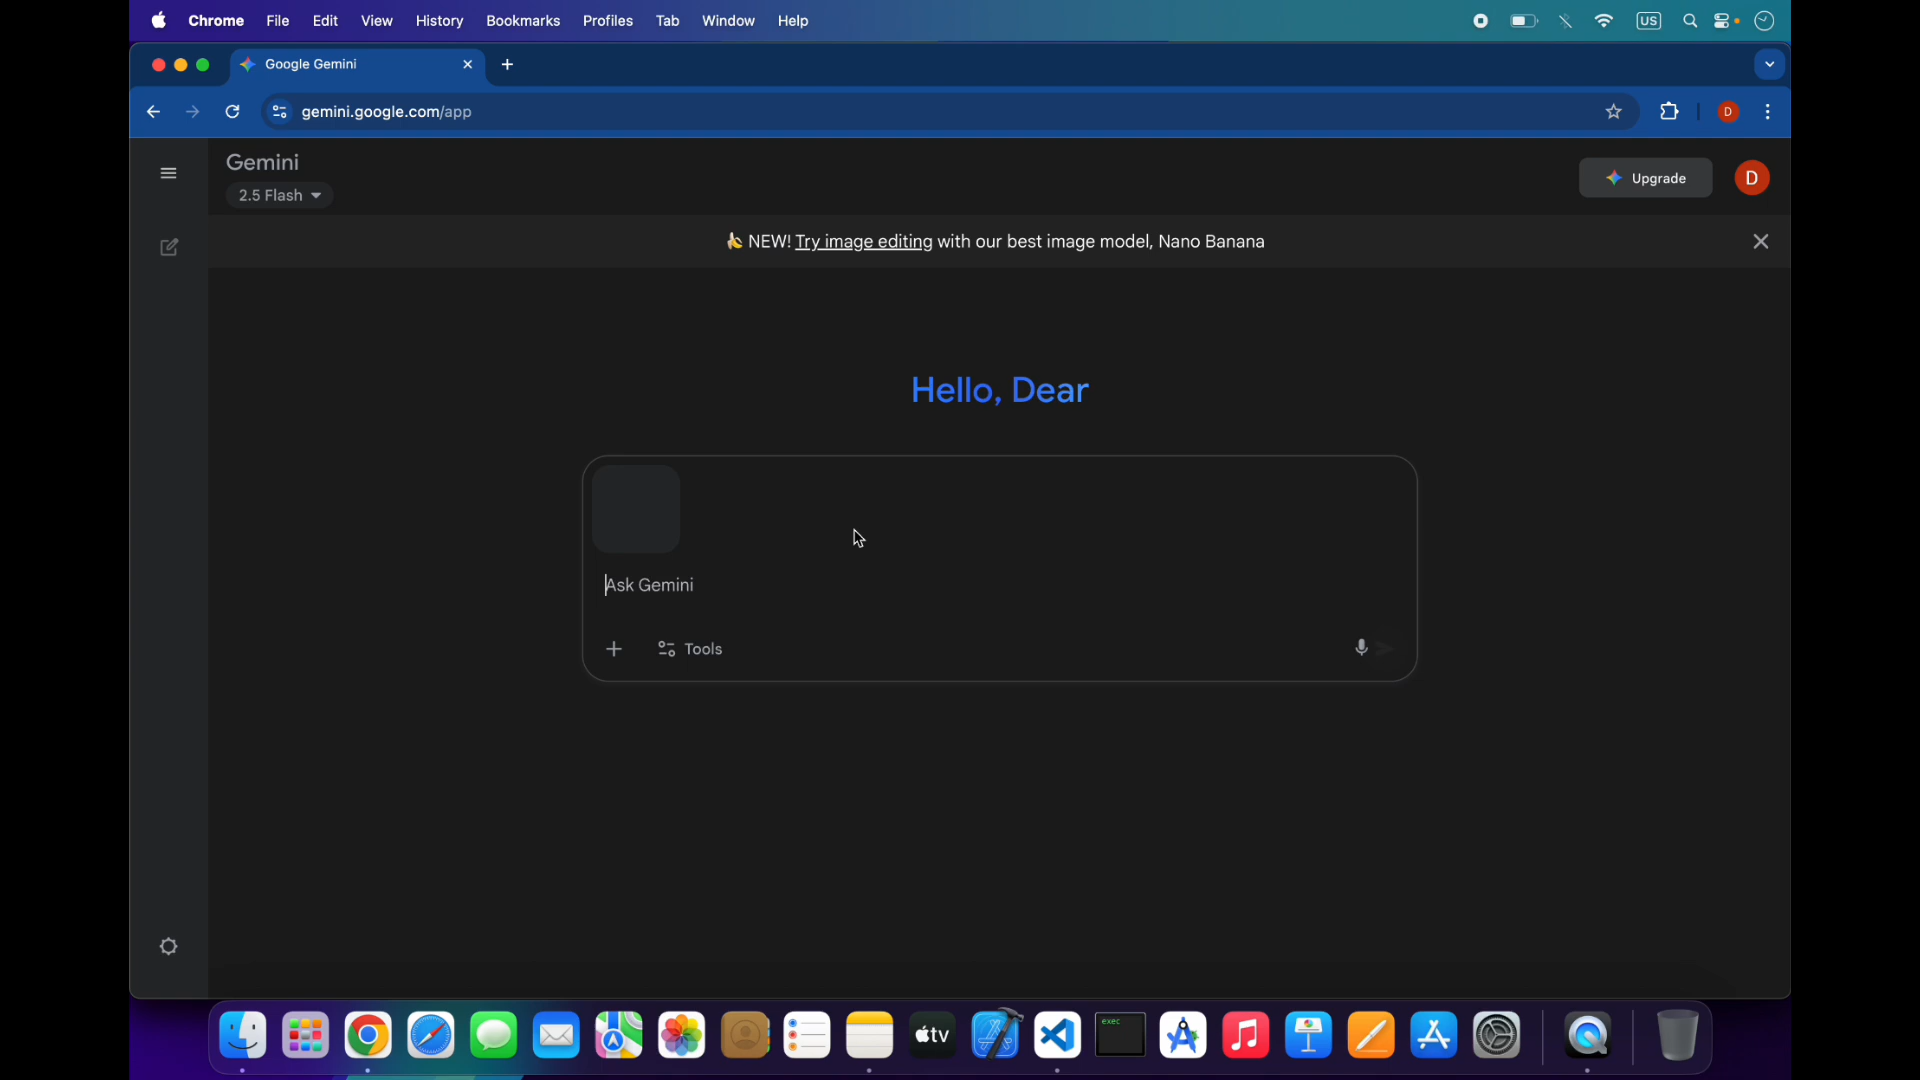 Chrome File Edit View History Bookmarks Profiles Tab Window Help US
Google Gemini
gemini.google.com/app
D
Gemini
2.5 Flash
Upgrade
D
NEW! Try image editing with our best image model, Nano Banana
Hello, Dear
Ask Gemini
Tools
tv
exec